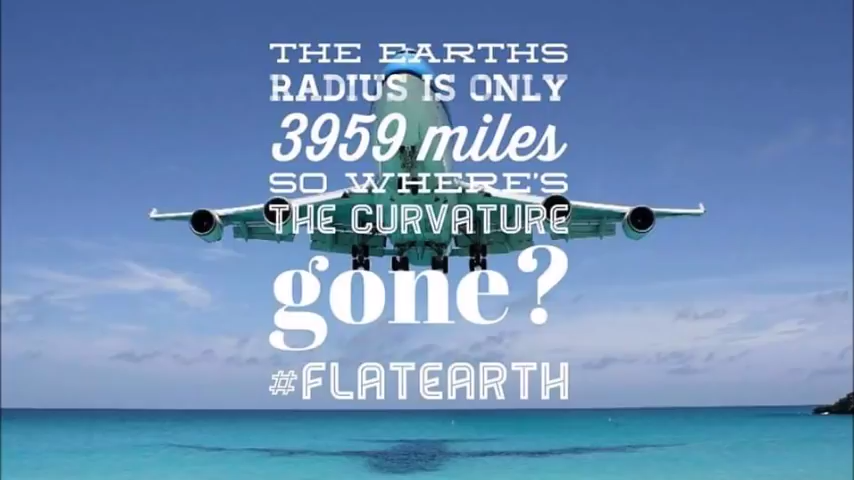 THE EARTHS
RADIUS IS ONLY
3959 miles
SO WHERE'S
THE CURVATURE
gone?
#FLATEARTH